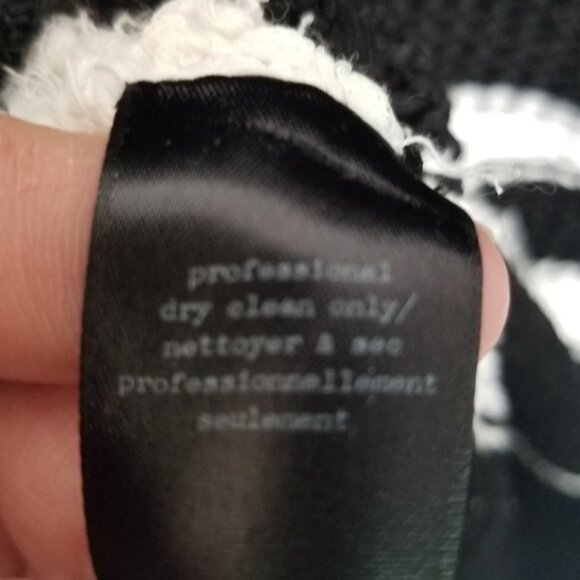 professional
dry clean only/
nettoyer à sec
professionnellement
seulement